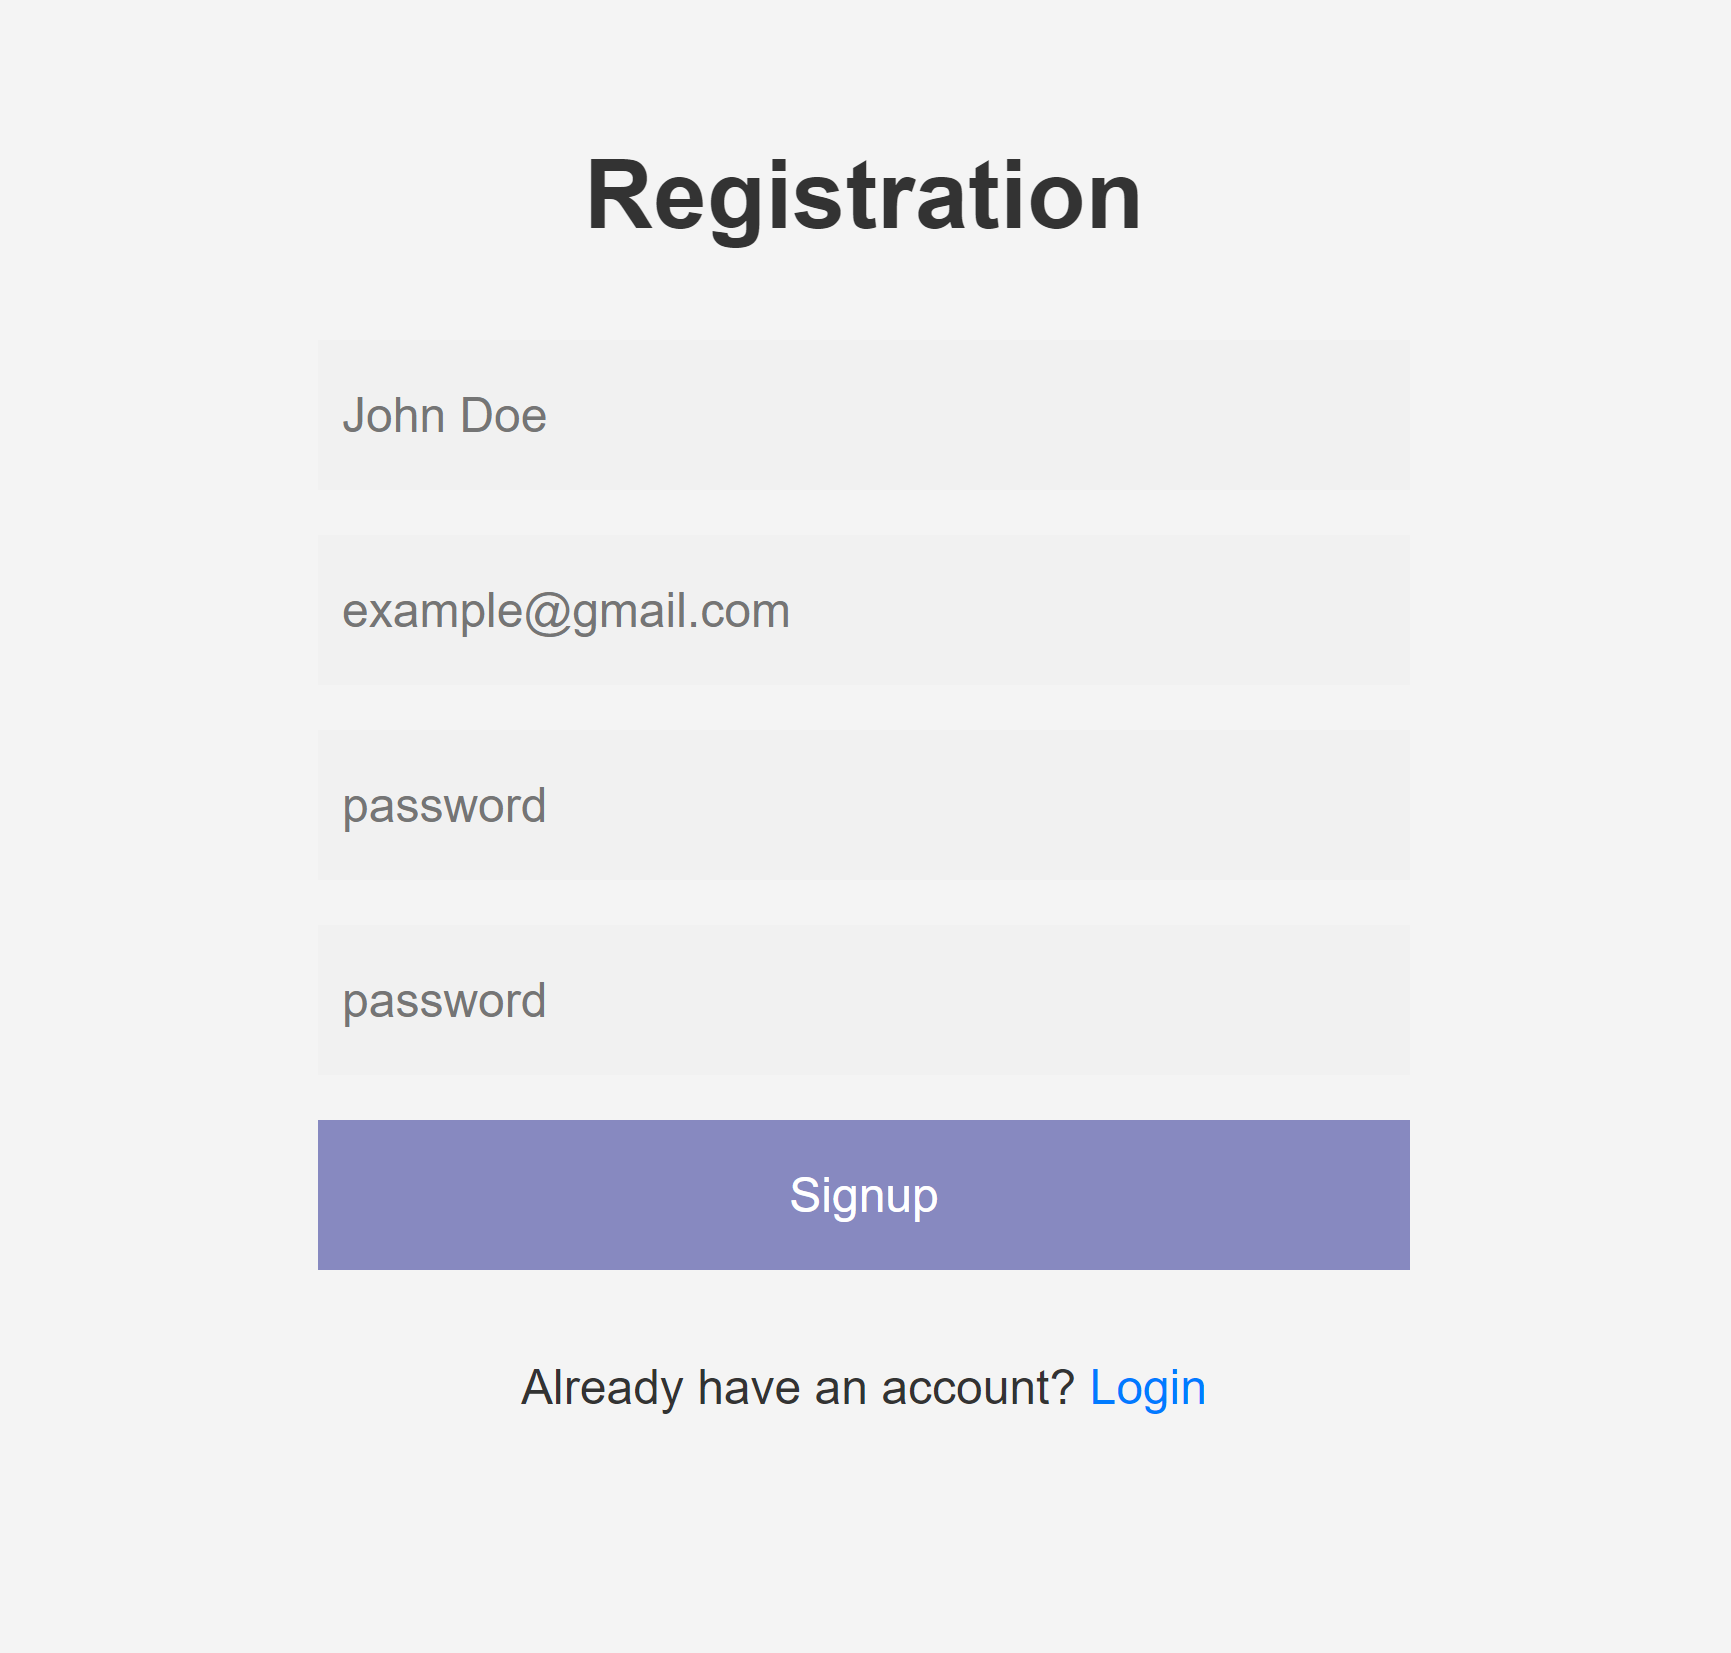 Registration
John Doe
example@gmail.com
password
password
Signup
Already have an account? Login